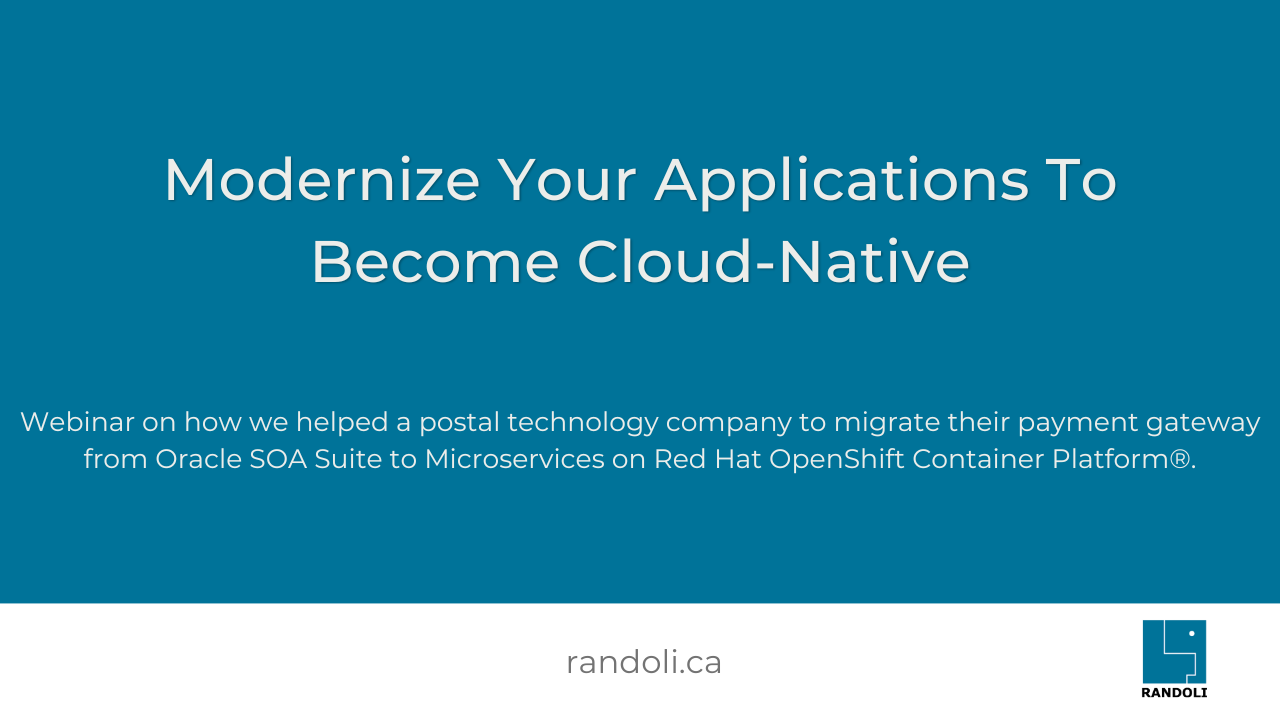 Modernize Your Applications To
Become Cloud-Native
Webinar on how we helped a postal technology company to migrate their payment gateway
from Oracle SOA Suite to Microservices on Red Hat OpenShift Container Platform®.
randoli.ca
RANDOLI